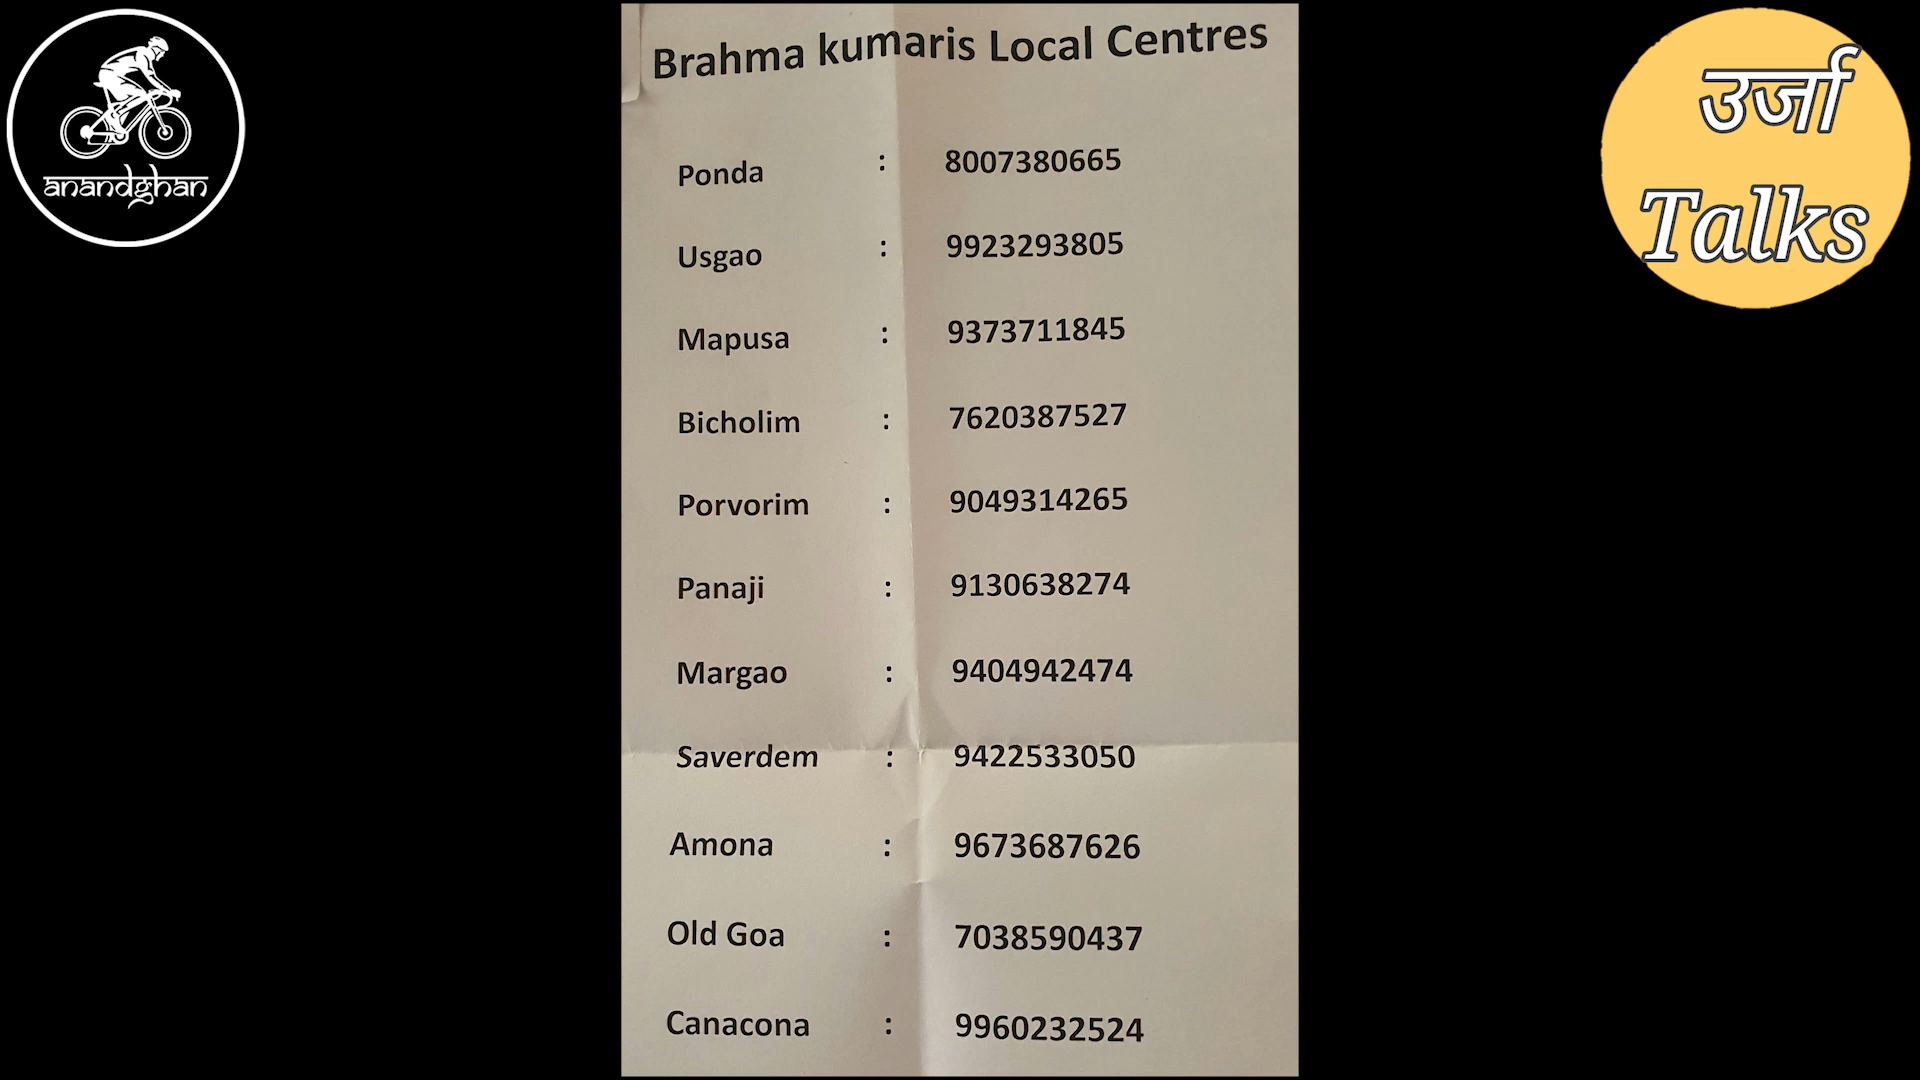 anandghan
उर्जा
Talks
Brahma kumaris Local Centres
Ponda : 8007380665
Usgao : 9923293805
Mapusa : 9373711845
Bicholim : 7620387527
Porvorim : 9049314265
Panaji : 9130638274
Margao : 9404942474
Saverdem : 9422533050
Amona : 9673687626
Old Goa : 7038590437
Canacona : 9960232524